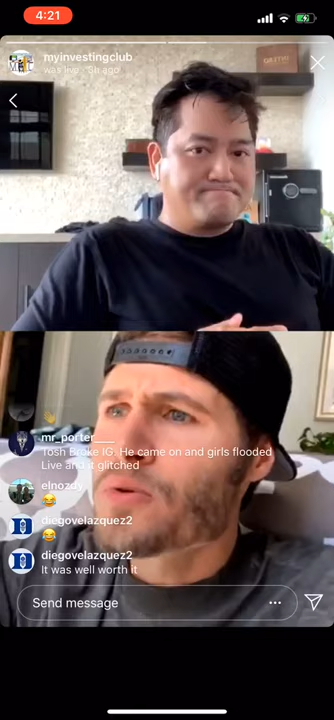 4:21
myinvestingclub
was live · 5h ago
mr_porter____
Tosh Broke IG. He came on and girls flooded
Live and it glitched
elnozdy
😂
diegovelazquez2
😂
diegovelazquez2
It was well worth it
Send message